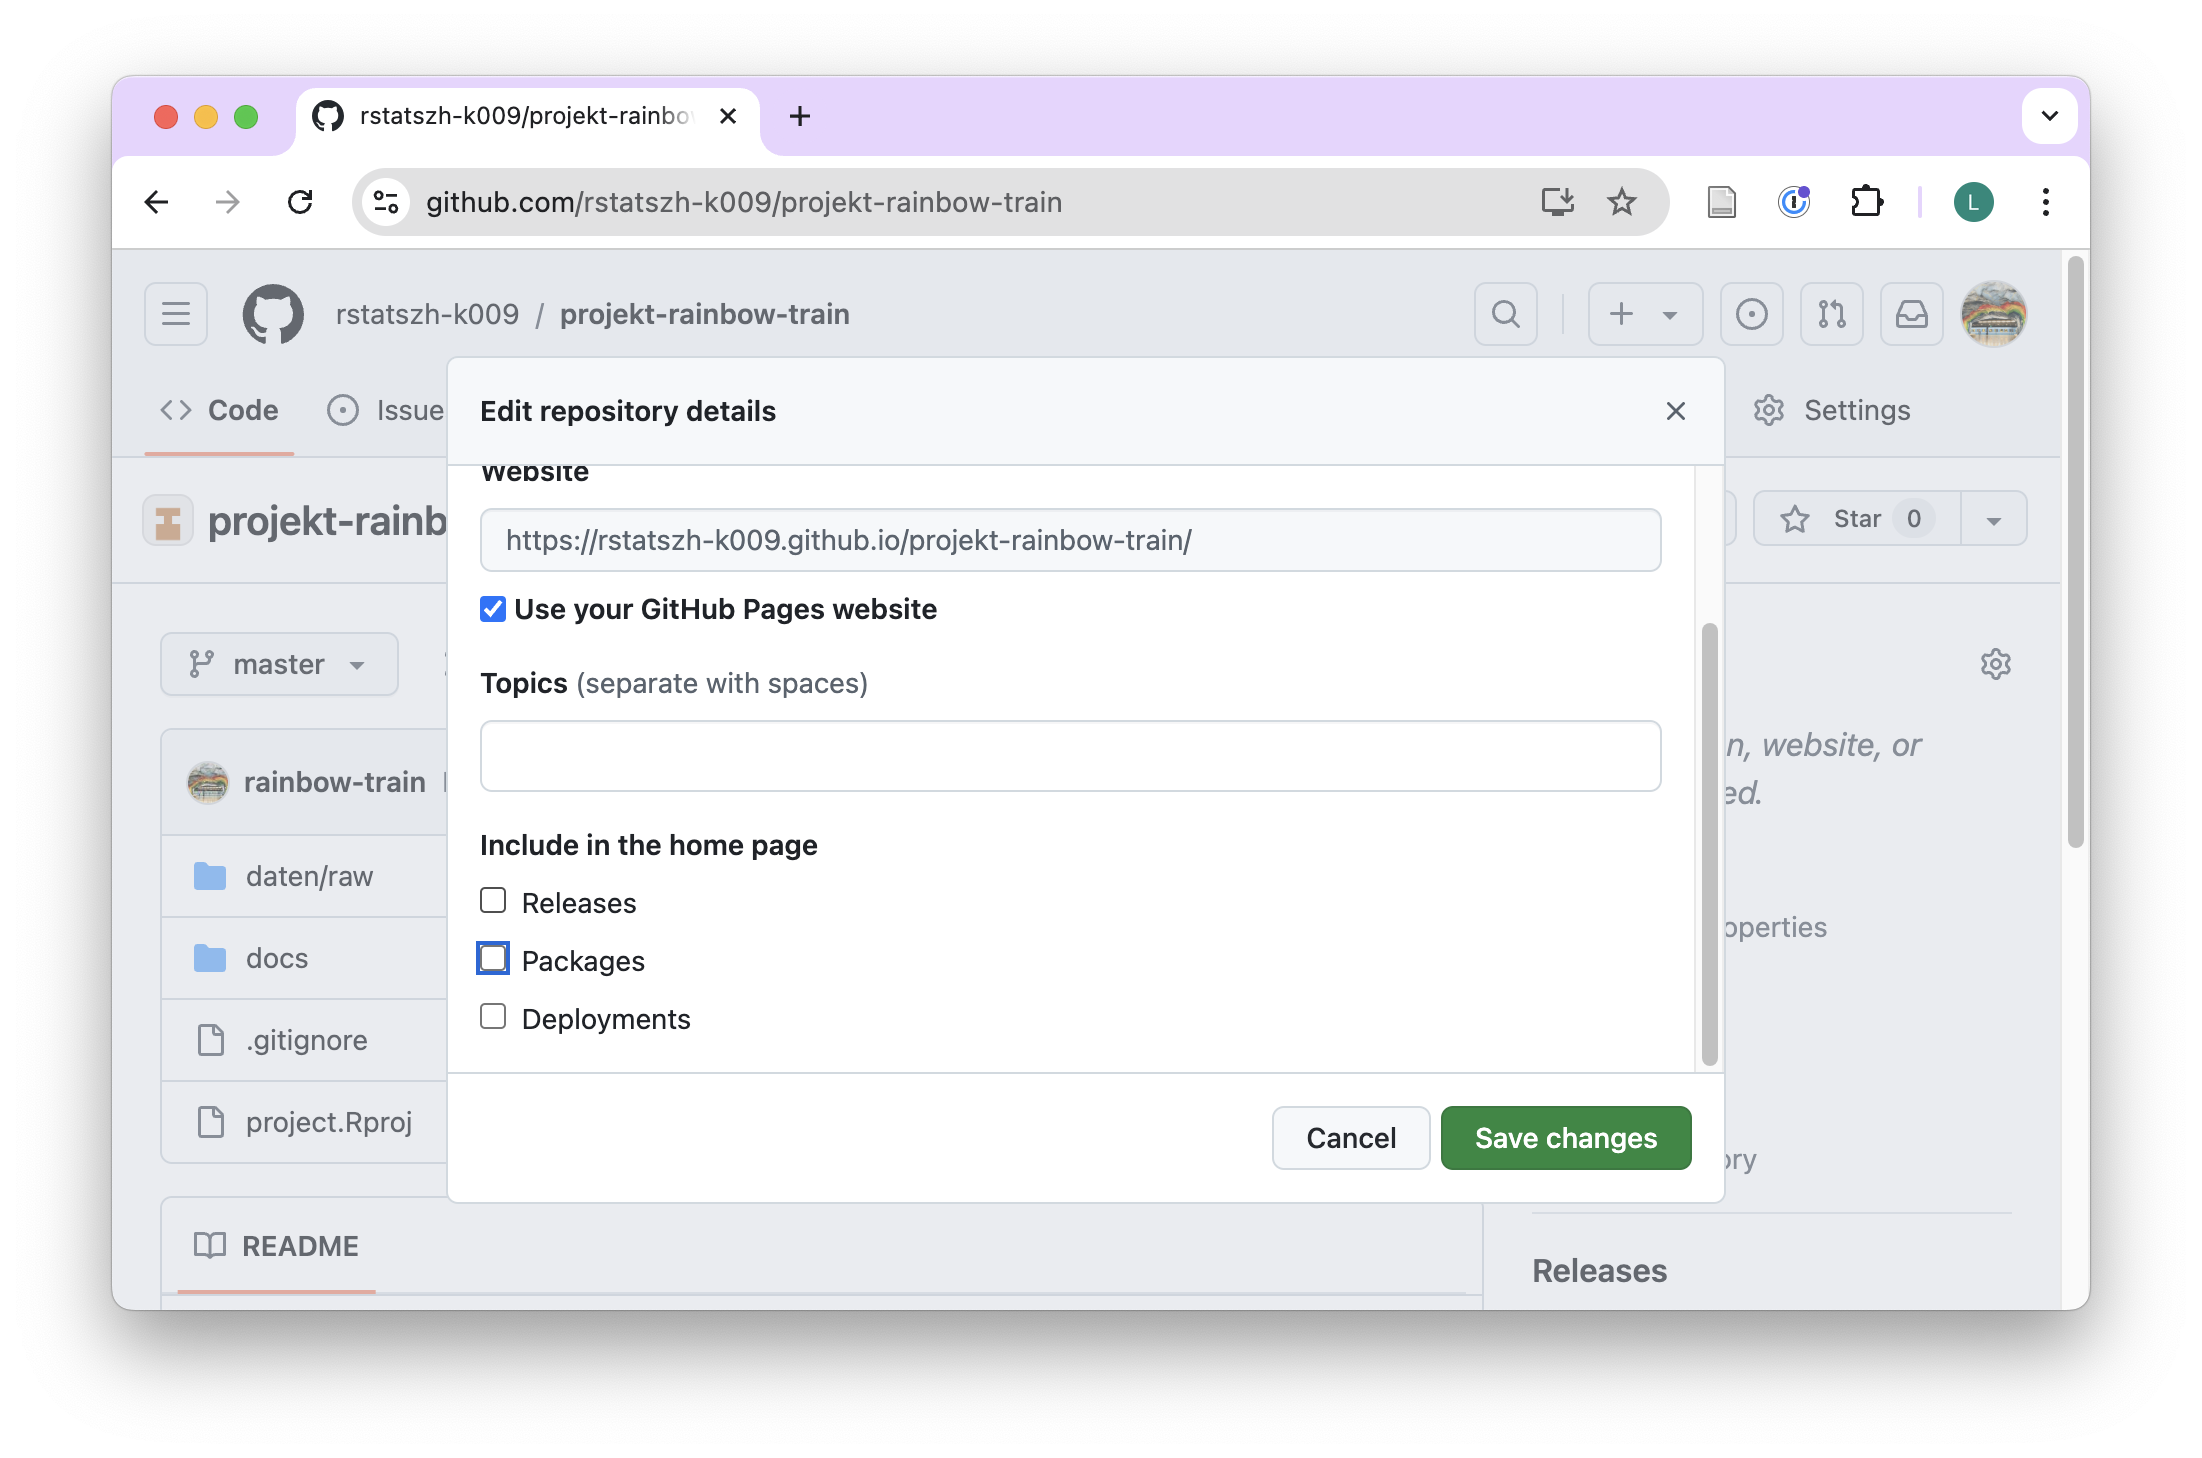 rstatszh-k009/projekt-rainbo
github.com/rstatszh-k009/projekt-rainbow-train
L
rstatszh-k009 / projekt-rainbow-train
Code
Issue
Settings
Edit repository details
projekt-rainb
Star 0
Website
https://rstatszh-k009.github.io/projekt-rainbow-train/
Use your GitHub Pages website
master
Topics (separate with spaces)
n, website, or
ed.
rainbow-train
Include in the home page
daten/raw
Releases
operties
docs
Packages
Deployments
.gitignore
project.Rproj
Cancel
Save changes
ory
README
Releases